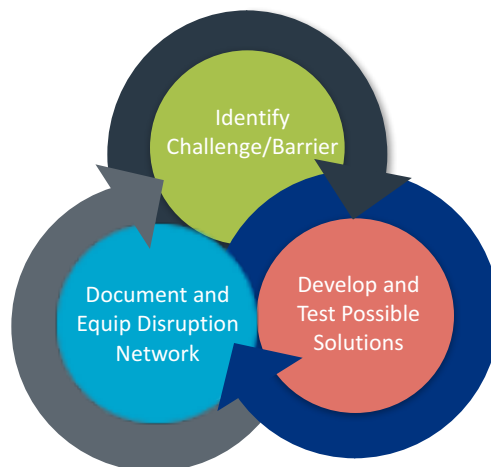 Identify
Challenge/Barrier
Develop and
Test Possible
Solutions
Document and
Equip Disruption
Network